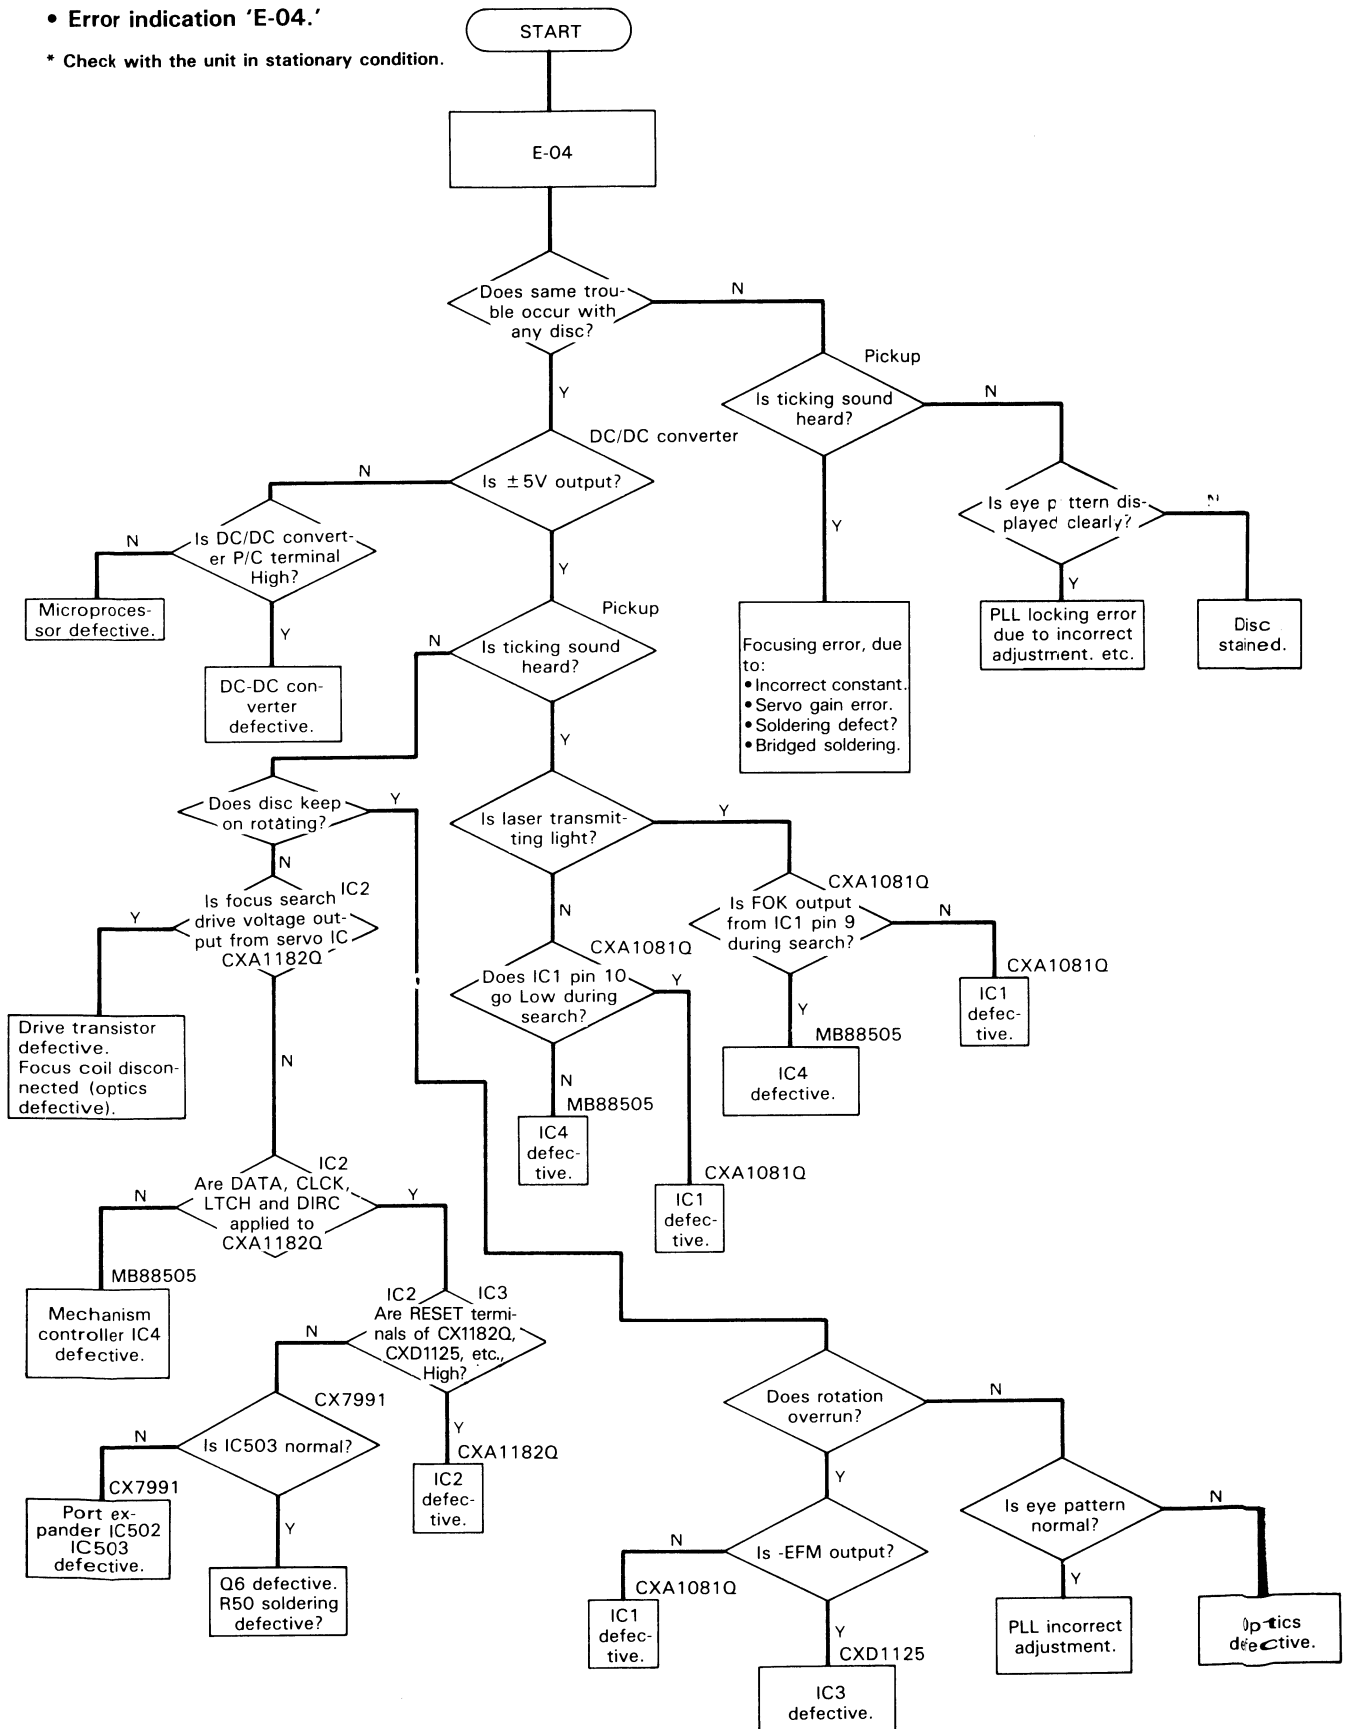 • Error indication 'E-04.'
* Check with the unit in stationary condition.
START
E-04
Does same trou-
ble occur with
any disc?
N
Y
Pickup
Is ticking sound
heard?
N
Y
Is eye pattern dis-
played clearly?
N
Y
PLL locking error
due to incorrect
adjustment. etc.
Disc
stained.
Focusing error, due
to:
• Incorrect constant.
• Servo gain error.
• Soldering defect?
• Bridged soldering.
DC/DC converter
Is ±5V output?
N
Y
Is DC/DC convert-
er P/C terminal
High?
N
Y
Microproces-
sor defective.
DC-DC con-
verter
defective.
Pickup
Is ticking sound
heard?
N
Y
Does disc keep
on rotating?
Y
N
Is laser transmit-
ting light?
Y
N
IC2
Is focus search
drive voltage out-
put from servo IC
CXA1182Q
Y
N
Drive transistor
defective.
Focus coil discon-
nected (optics
defective).
CXA1081Q
Is FOK output
from IC1 pin 9
during search?
N
Y
CXA1081Q
IC1
defec-
tive.
MB88505
IC4
defective.
CXA1081Q
Does IC1 pin 10
go Low during
search?
Y
N
MB88505
IC4
defec-
tive.
CXA1081Q
IC1
defec-
tive.
IC2
Are DATA, CLCK,
LTCH and DIRC
applied to
CXA1182Q
N
Y
MB88505
Mechanism
controller IC4
defective.
IC2
IC3
Are RESET termi-
nals of CX1182Q,
CXD1125, etc.,
High?
N
Y
CXA1182Q
IC2
defec-
tive.
CX7991
Is IC503 normal?
N
Y
CX7991
Port ex-
pander IC502
IC503
defective.
Q6 defective.
R50 soldering
defective?
Does rotation
overrun?
N
Y
Is -EFM output?
N
Y
CXA1081Q
IC1
defec-
tive.
CXD1125
IC3
defective.
Is eye pattern
normal?
N
Y
PLL incorrect
adjustment.
Optics
defective.